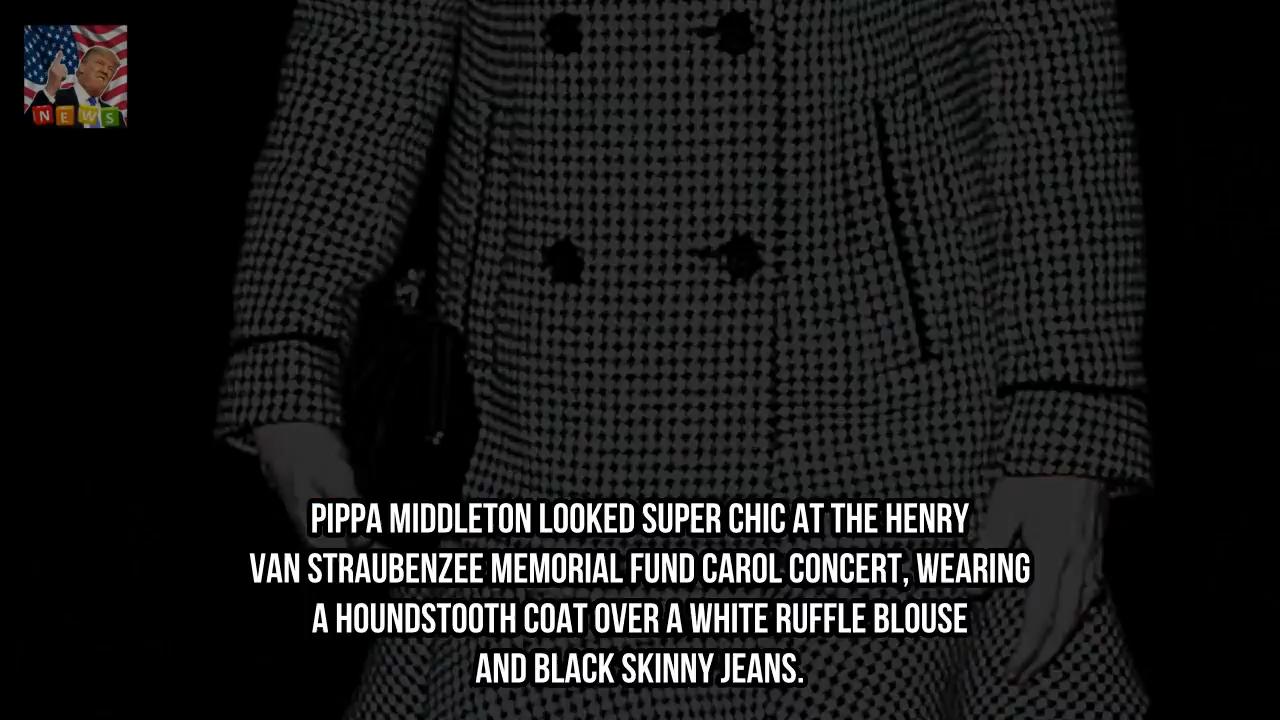 NEWS
PIPPA MIDDLETON LOOKED SUPER CHIC AT THE HENRY
VAN STRAUBENZEE MEMORIAL FUND CAROL CONCERT, WEARING
A HOUNDSTOOTH COAT OVER A WHITE RUFFLE BLOUSE
AND BLACK SKINNY JEANS.